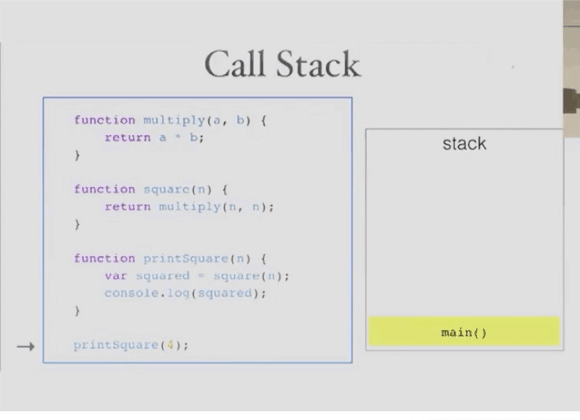 Call Stack
function multiply(a, b) {
return a * b;
}
function square(n) {
return multiply(n, n);
}
function printSquare(n) {
var squared = square(n);
console.log(squared);
}
printSquare(4);
stack
main()